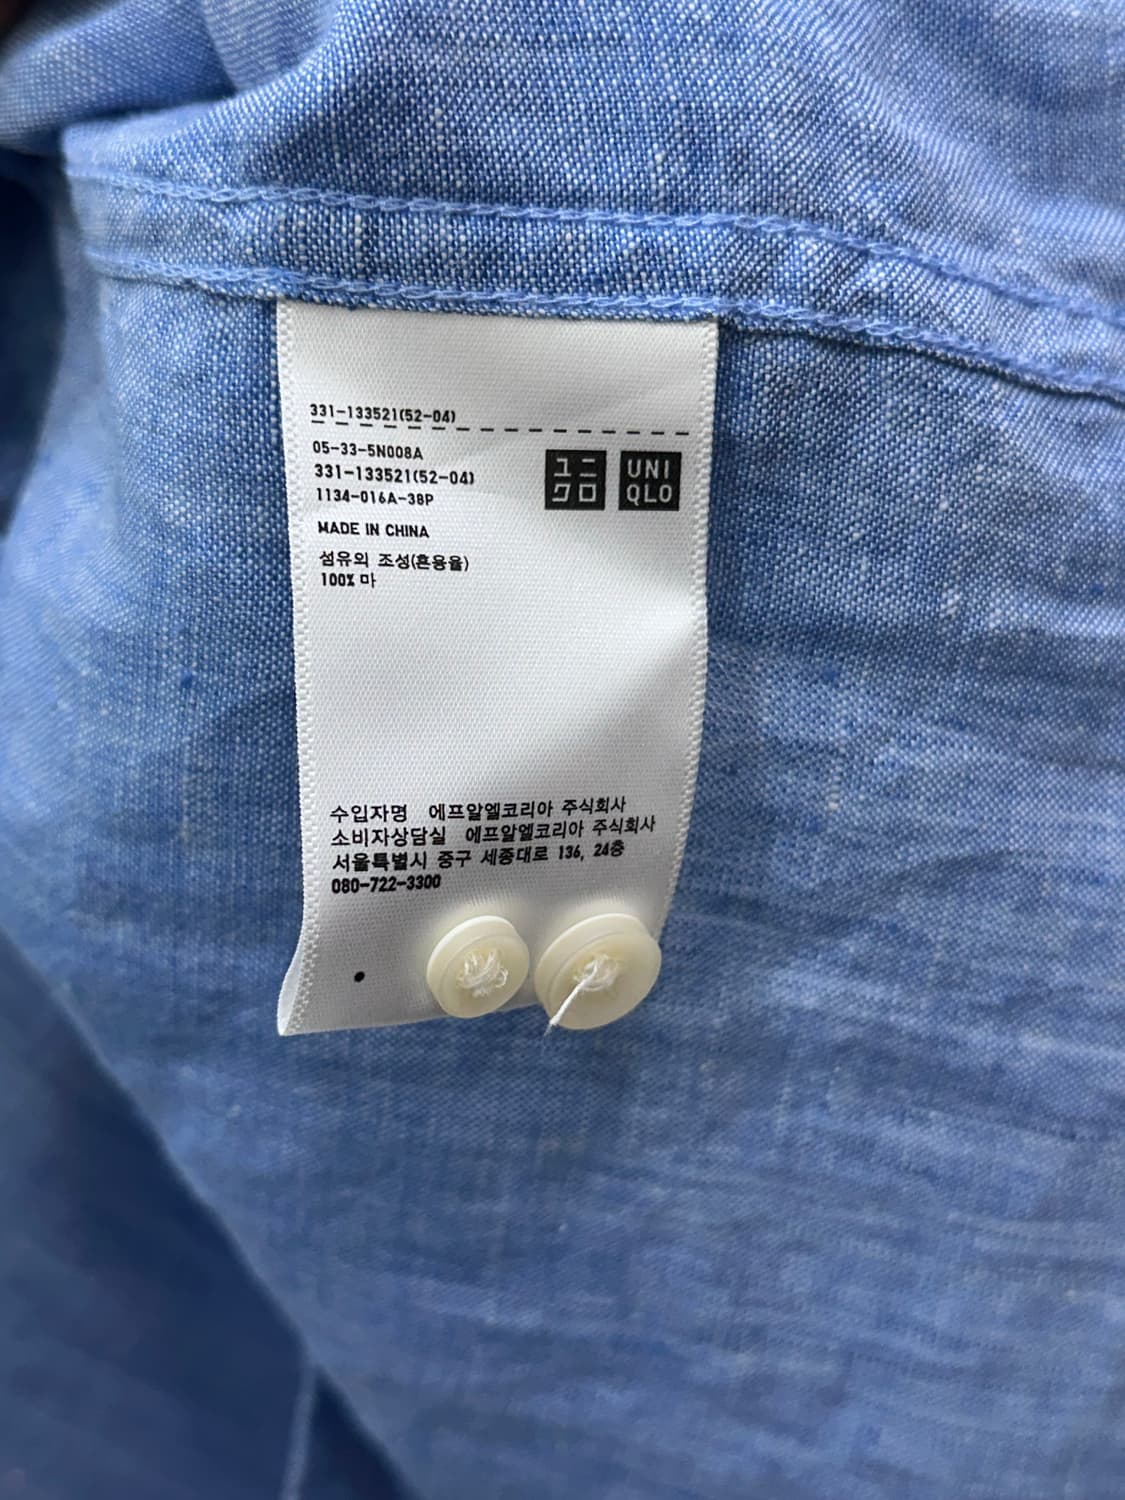 331-133521(52-04)
05-33-5N008A
331-133521(52-04)
1134-016A-38P
ユニ
クロ
UNI
QLO
MADE IN CHINA
섬유의 조성(혼용율)
100% 마
수입자명 에프알엘코리아 주식회사
소비자상담실 에프알엘코리아 주식회사
서울특별시 중구 세종대로 136, 24층
080-722-3300